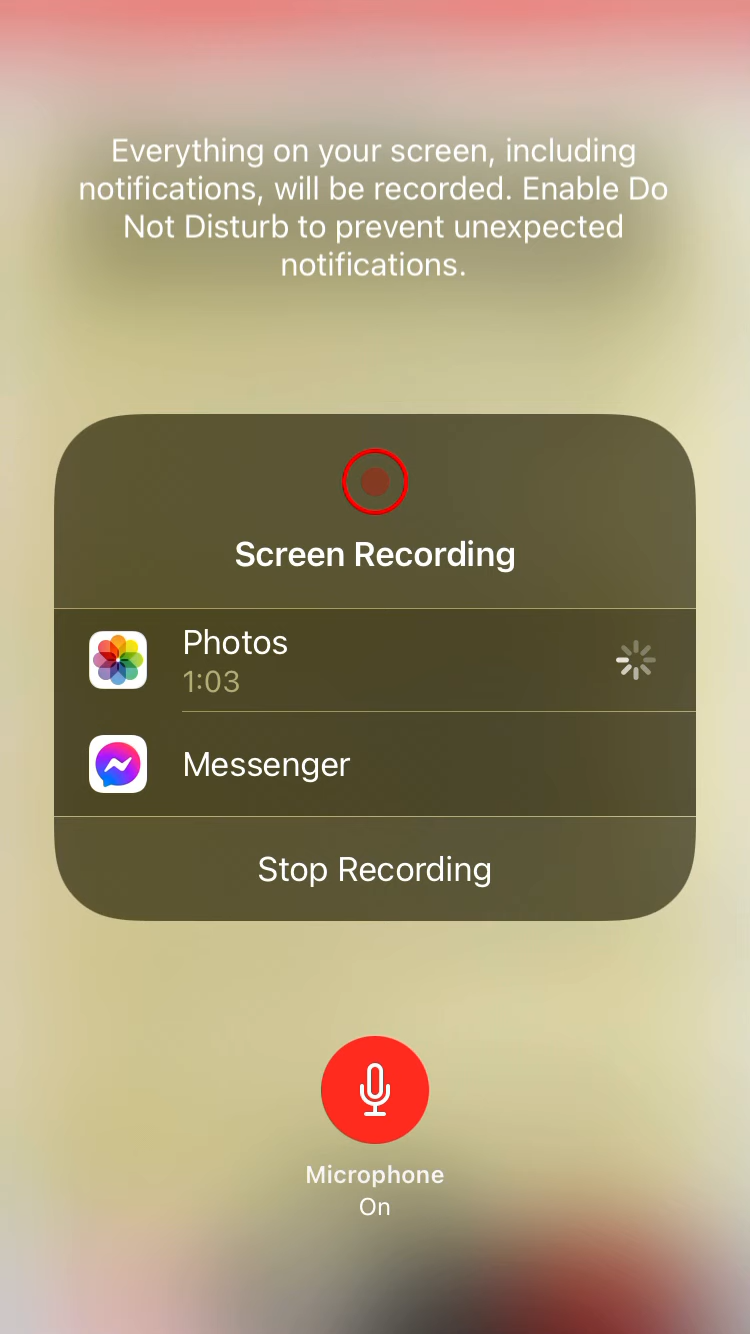 Everything on your screen, including
notifications, will be recorded. Enable Do
Not Disturb to prevent unexpected
notifications.
Screen Recording
Photos
1:03
Messenger
Stop Recording
Microphone
On